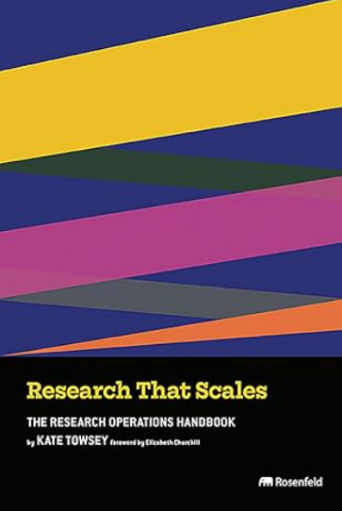 Research That Scales
THE RESEARCH OPERATIONS HANDBOOK
by KATE TOWSEY foreword by Elizabeth Churchill
Rosenfeld